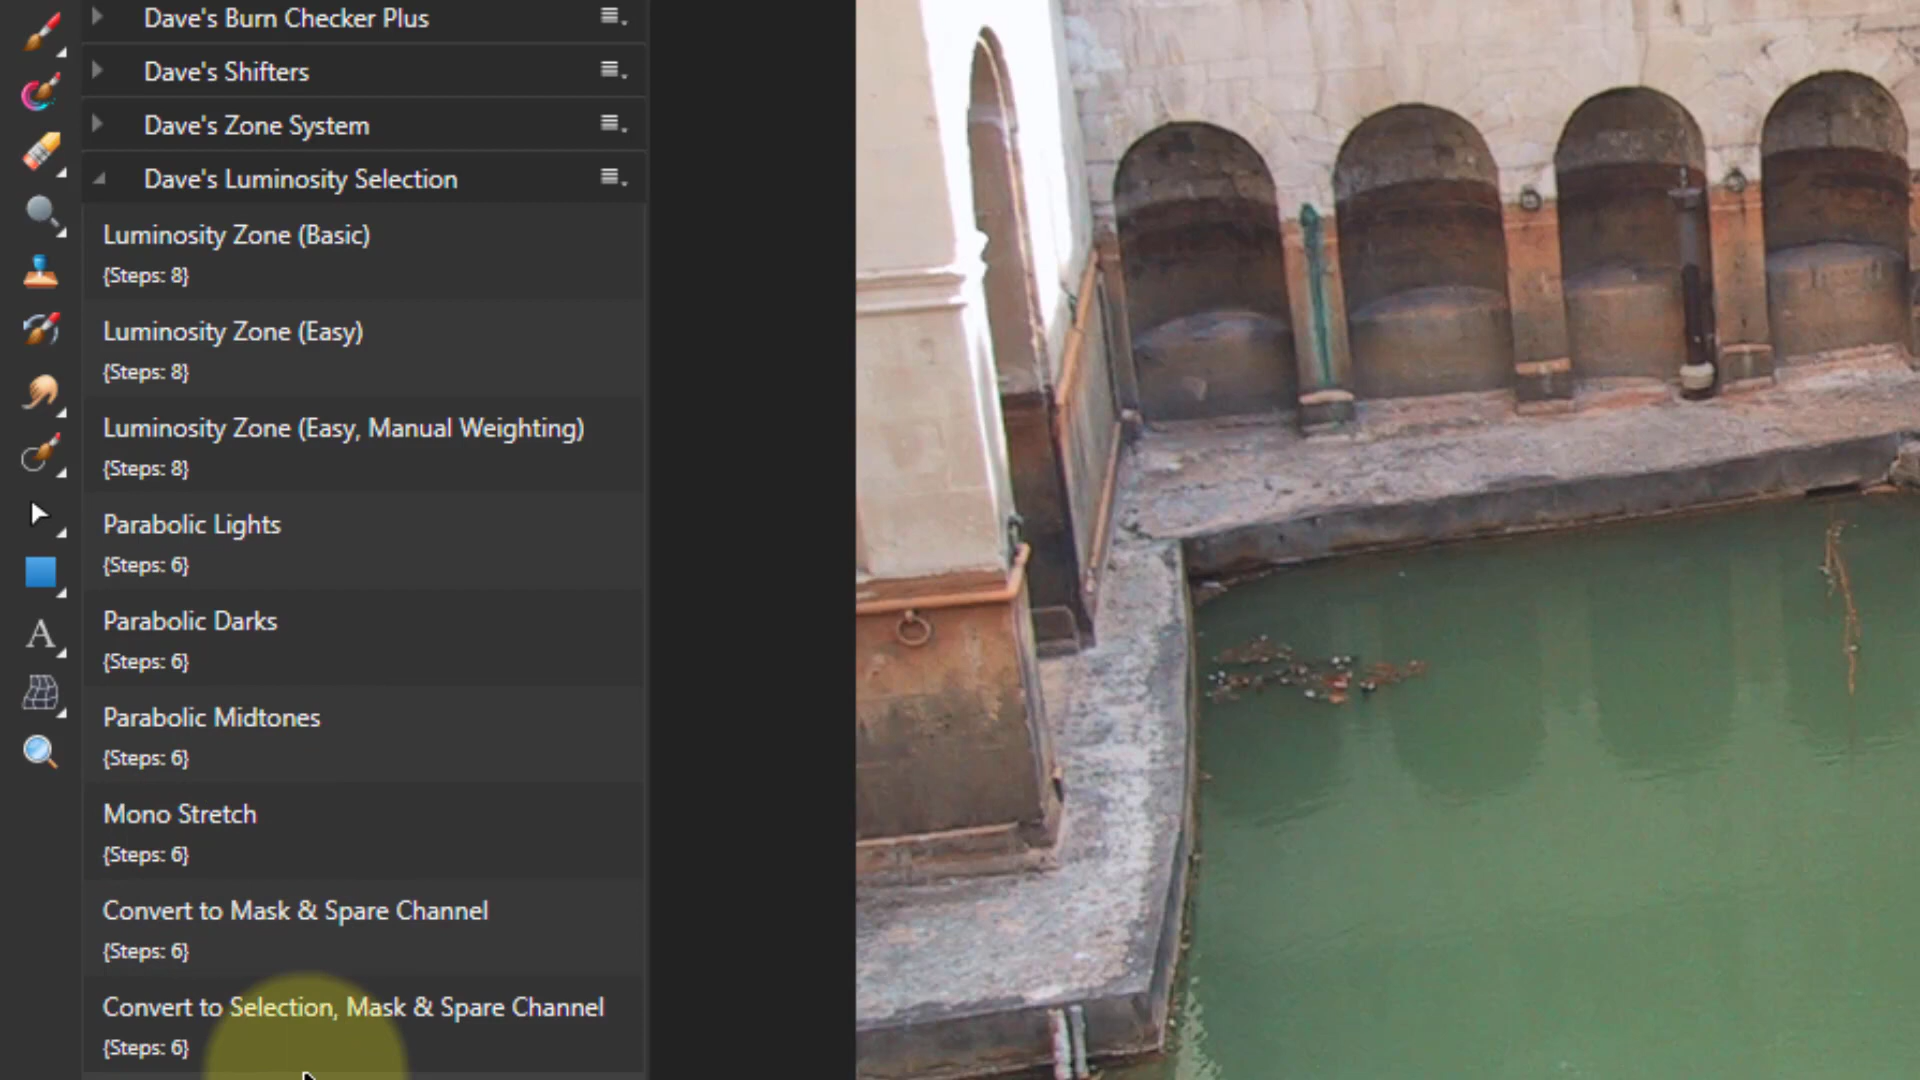 Dave's Burn Checker Plus
Dave's Shifters
Dave's Zone System
Dave's Luminosity Selection
Luminosity Zone (Basic)
{Steps: 8}
Luminosity Zone (Easy)
{Steps: 8}
Luminosity Zone (Easy, Manual Weighting)
{Steps: 8}
Parabolic Lights
{Steps: 6}
Parabolic Darks
{Steps: 6}
Parabolic Midtones
{Steps: 6}
Mono Stretch
{Steps: 6}
Convert to Mask & Spare Channel
{Steps: 6}
Convert to Selection, Mask & Spare Channel
{Steps: 6}